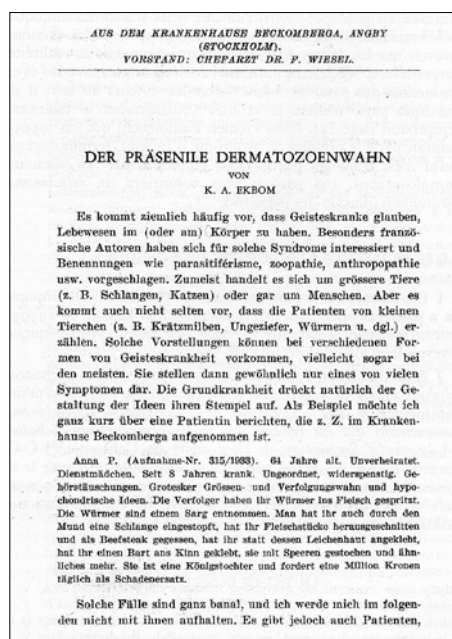 AUS DEM KRANKENHAUSE BECKOMBERGA, ANGBY
(STOCKHOLM).
VORSTAND: CHEFARZT DR. F. WIESEL.
DER PRÄSENILE DERMATOZOENWAHN
VON
K. A. EKBOM
Es kommt ziemlich häufig vor, dass Geisteskranke glauben,
Lebewesen im (oder am) Körper zu haben. Besonders franzö-
sische Autoren haben sich für solche Syndrome interessiert und
Benennungen wie parasitiférisme, zoopathie, anthropopathie
usw. vorgeschlagen. Zumeist handelt es sich um grössere Tiere
(z. B. Schlangen, Katzen) oder gar um Menschen. Aber es
kommt auch nicht selten vor, dass die Patienten von kleinen
Tierchen (z. B. Krätzmilben, Ungeziefer, Würmern u. dgl.) er-
zählen. Solche Vorstellungen können bei verschiedenen For-
men von Geisteskrankheit vorkommen, vielleicht sogar bei
den meisten. Sie stellen dann gewöhnlich nur eines von vielen
Symptomen dar. Die Grundkrankheit drückt natürlich der Ge-
staltung der Ideen ihren Stempel auf. Als Beispiel möchte ich
ganz kurz über eine Patientin berichten, die z. Z. im Kranken-
hause Beckomberga aufgenommen ist.
Anna P. (Aufnahme-Nr. 315/1933). 64 Jahre alt. Unverheiratet.
Dienstmädchen. Seit 8 Jahren krank. Ungeordnet, widerspenstig. Ge-
hörstäuschungen. Grotesker Grössen- und Verfolgungswahn und hypo-
chondrische Ideen. Die Verfolger haben ihr Würmer ins Fleisch gespritzt.
Die Würmer sind einem Sarg entnommen. Man hat ihr auch durch den
Mund eine Schlange eingestopft, hat ihr Fleischstücke herausgeschnitten
und als Beefsteak gegessen, hat ihr statt dessen Leichenhaut angeklebt,
hat ihr einen Bart ans Kinn geklebt, sie mit Speeren gestochen und ähn-
liches mehr. Sie ist eine Königstochter und fordert eine Million Kronen
täglich als Schadenersatz.
Solche Fälle sind ganz banal, und ich werde mich im folgen-
den nicht mit ihnen aufhalten. Es gibt jedoch auch Patienten,